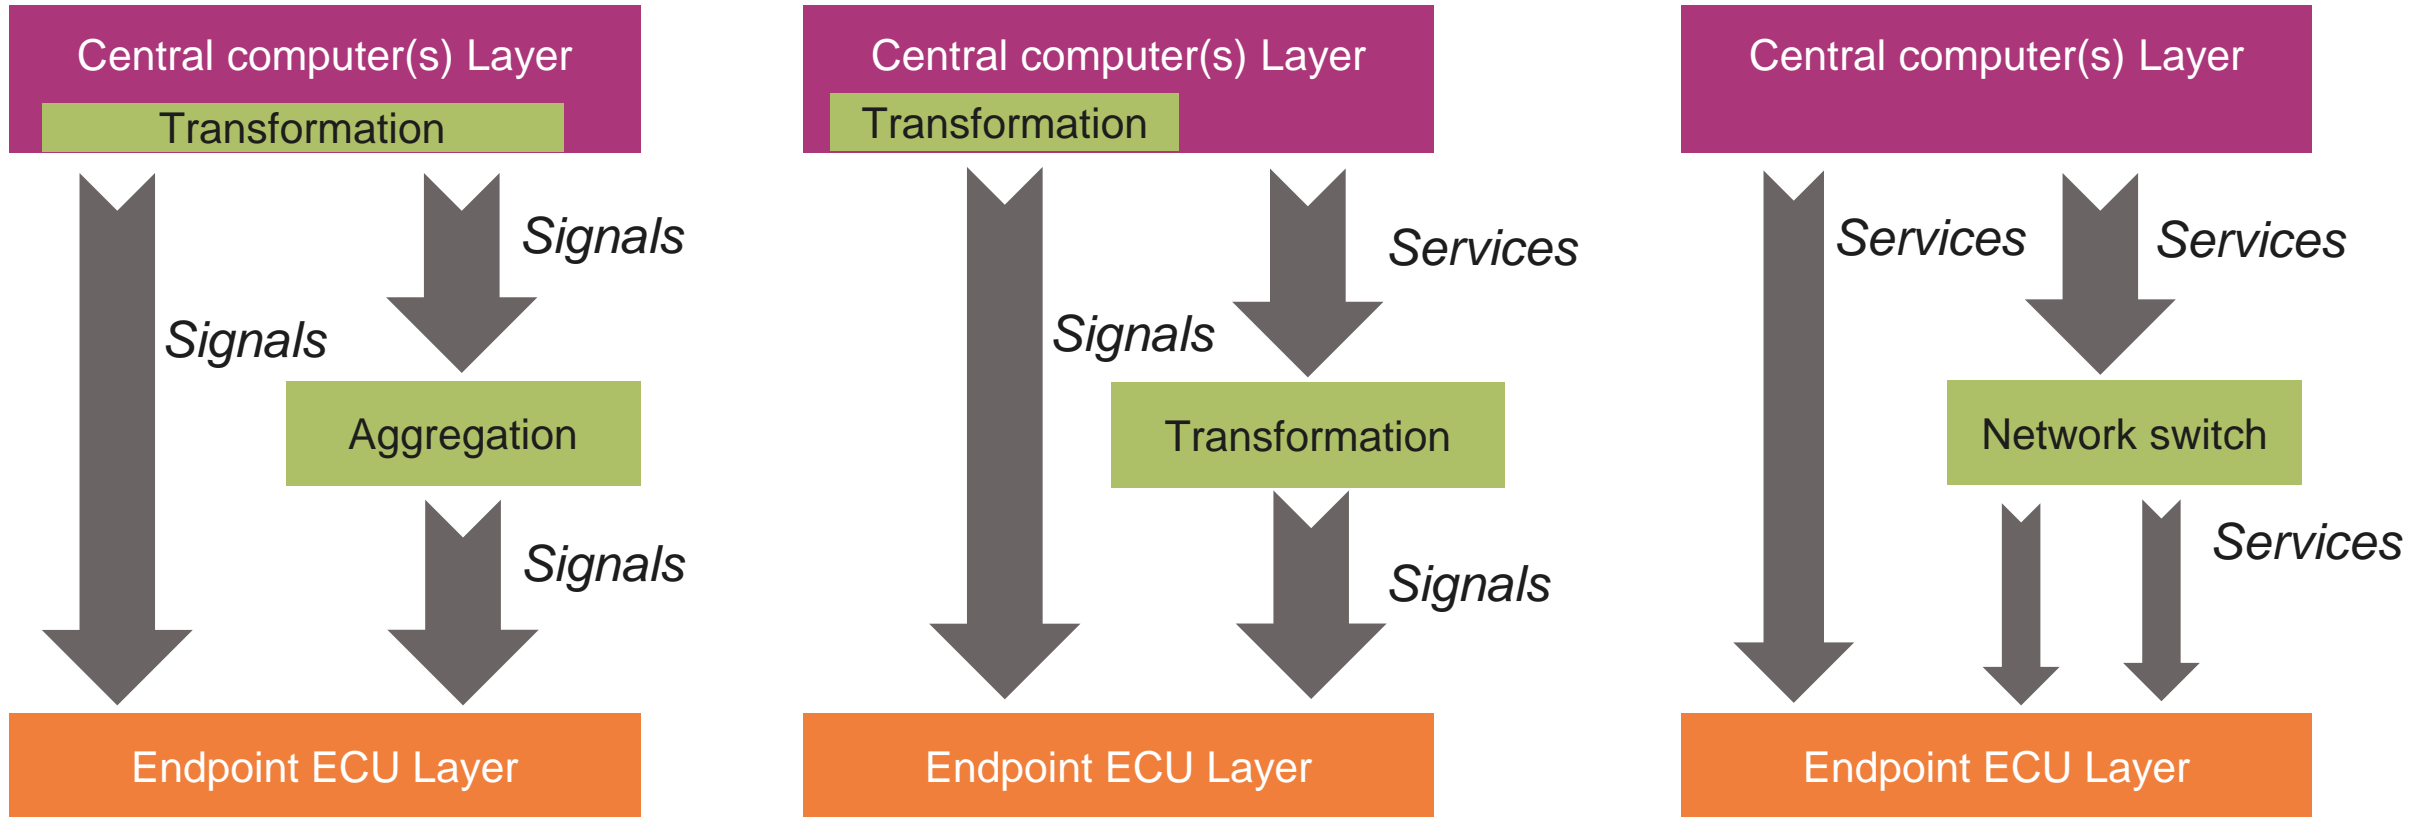 Central computer(s) Layer
Transformation
Signals
Signals
Aggregation
Signals
Endpoint ECU Layer
Central computer(s) Layer
Transformation
Services
Signals
Transformation
Signals
Endpoint ECU Layer
Central computer(s) Layer
Services
Services
Network switch
Services
Endpoint ECU Layer